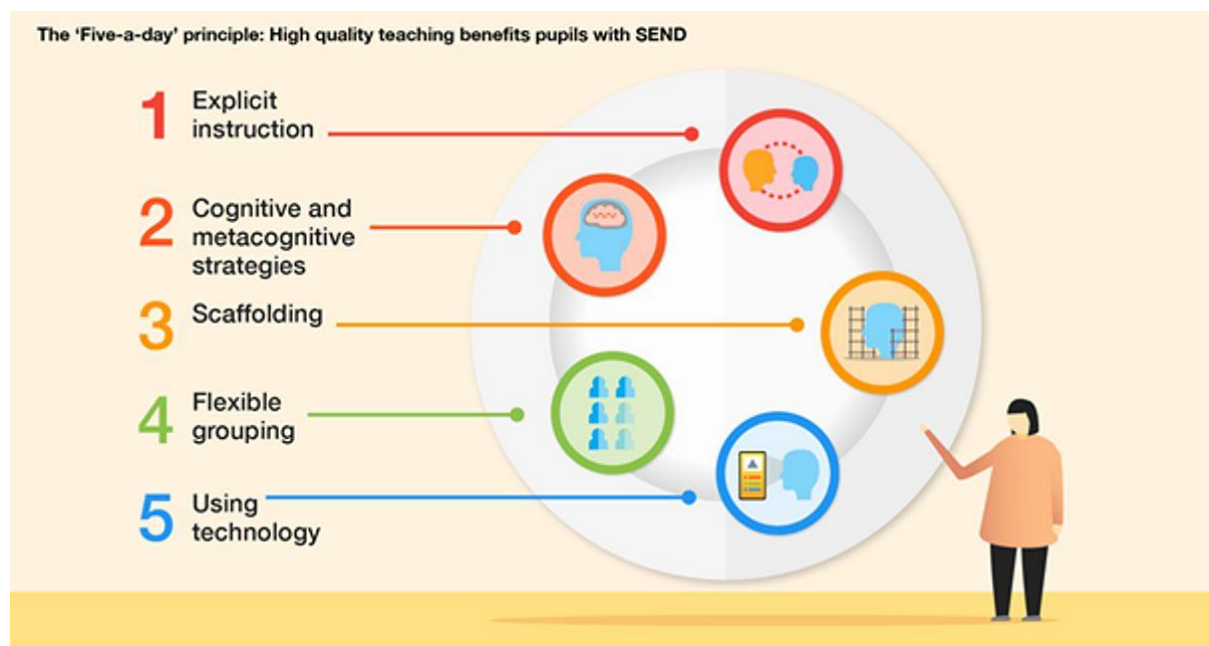 The ‘Five-a-day’ principle: High quality teaching benefits pupils with SEND
1 Explicit
instruction
2 Cognitive and
metacognitive
strategies
3 Scaffolding
4 Flexible
grouping
5 Using
technology